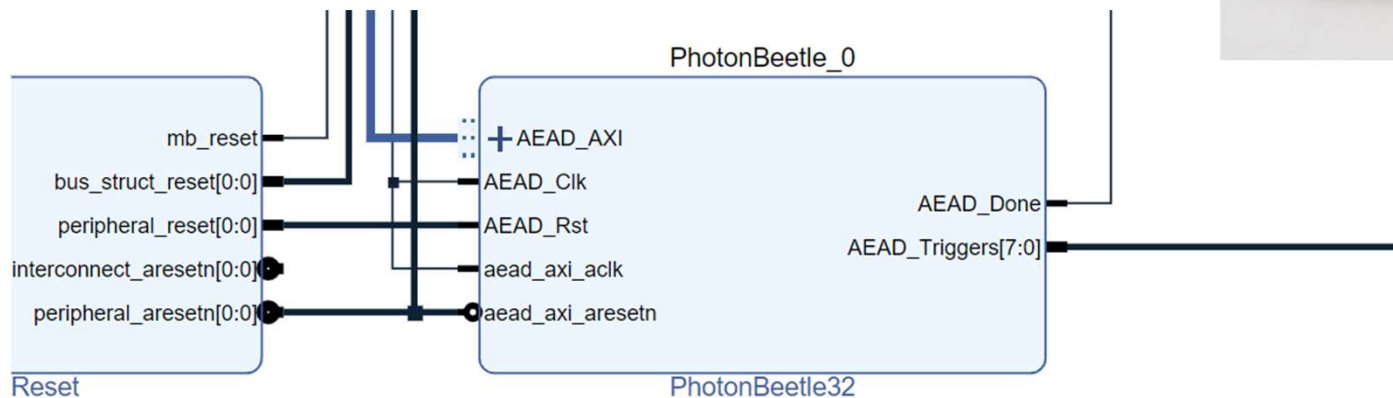 PhotonBeetle_0
mb_reset
bus_struct_reset[0:0]
peripheral_reset[0:0]
interconnect_aresetn[0:0]
peripheral_aresetn[0:0]
Reset
AEAD_AXI
AEAD_Clk
AEAD_Rst
aead_axi_aclk
aead_axi_aresetn
AEAD_Done
AEAD_Triggers[7:0]
PhotonBeetle32